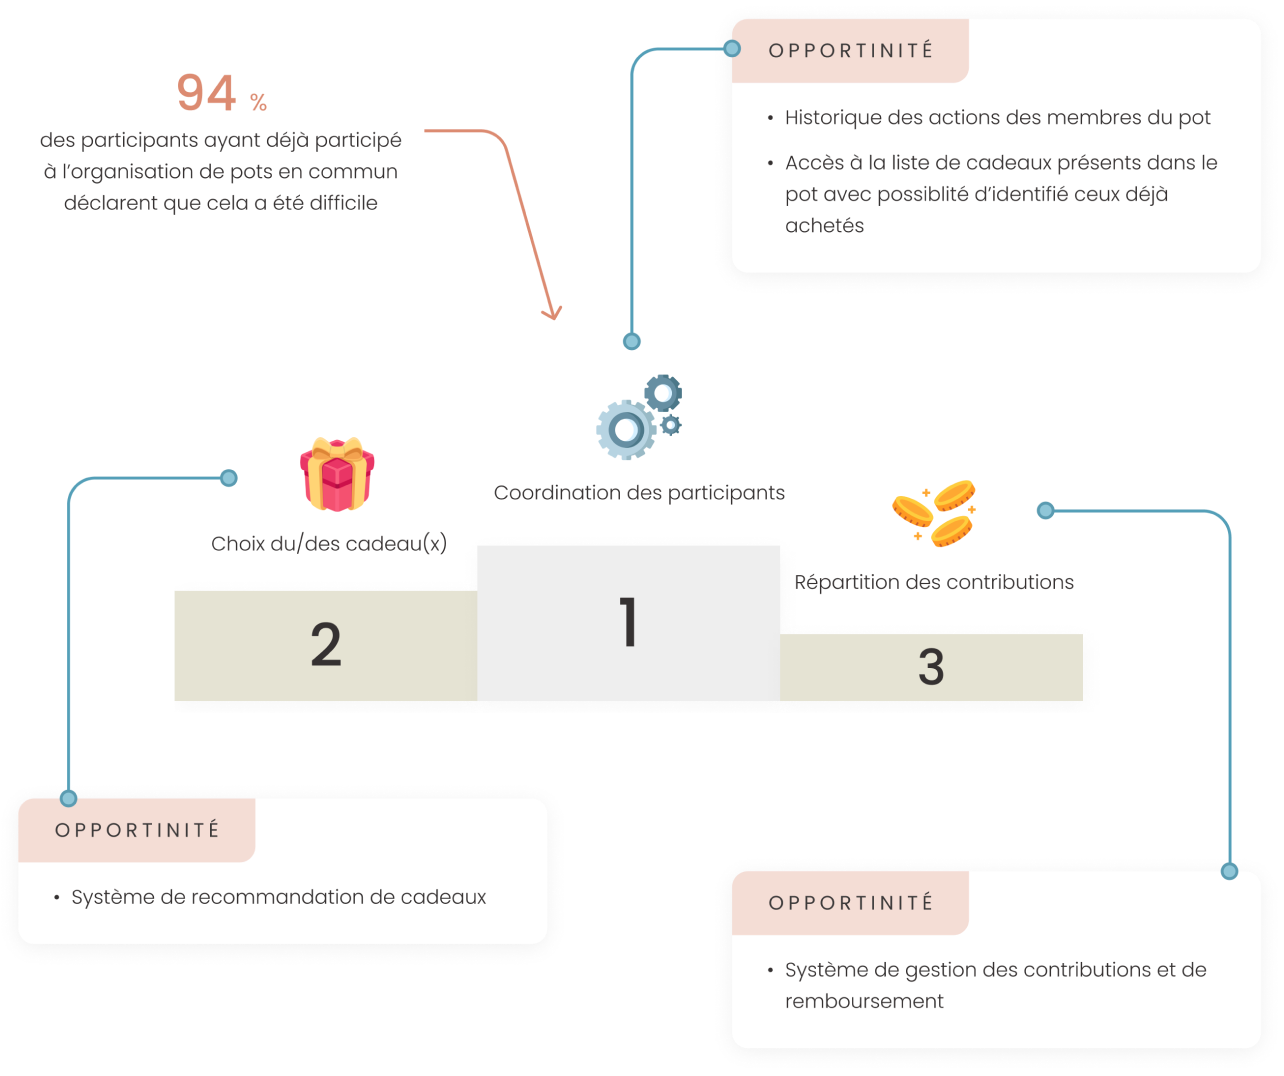 94 %
des participants ayant déjà participé
à l'organisation de pots en commun
déclarent que cela a été difficile
OPPORTINITÉ
• Historique des actions des membres du pot
• Accès à la liste de cadeaux présents dans le
pot avec possiblité d'identifié ceux déjà
achetés
Choix du/des cadeau(x)
Coordination des participants
Répartition des contributions
2
1
3
OPPORTINITÉ
• Système de recommandation de cadeaux
OPPORTINITÉ
• Système de gestion des contributions et de
remboursement